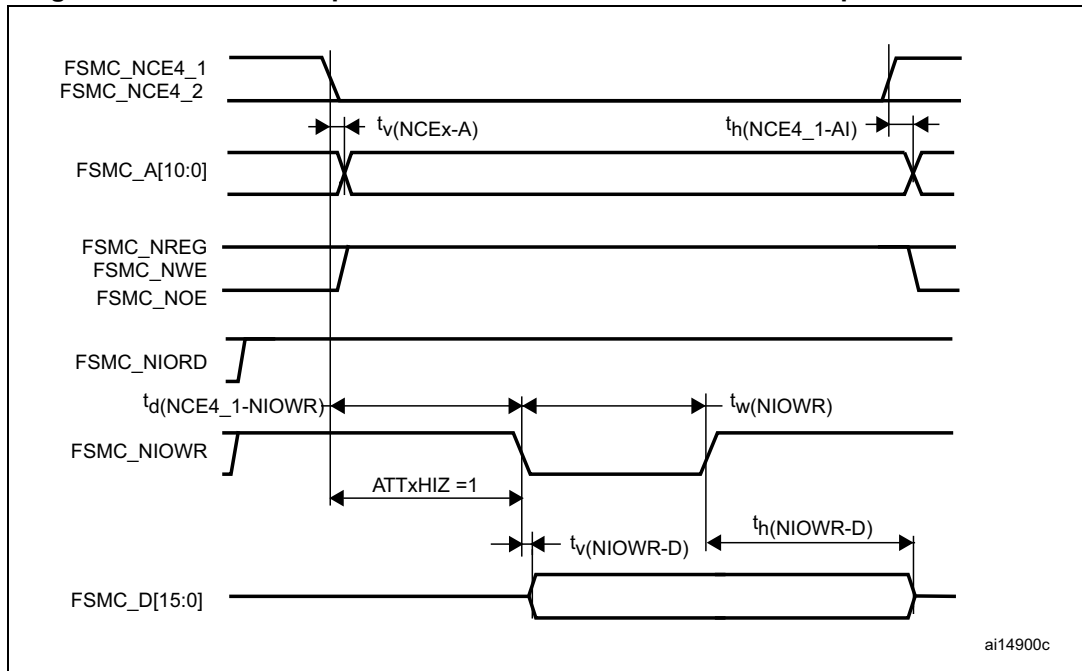 FSMC_NCE4_1
FSMC_NCE4_2
tv(NCEx-A)
th(NCE4_1-AI)
FSMC_A[10:0]
FSMC_NREG
FSMC_NWE
FSMC_NOE
FSMC_NIORD
td(NCE4_1-NIOWR)
tw(NIOWR)
FSMC_NIOWR
ATTxHIZ =1
th(NIOWR-D)
tv(NIOWR-D)
FSMC_D[15:0]
ai14900c